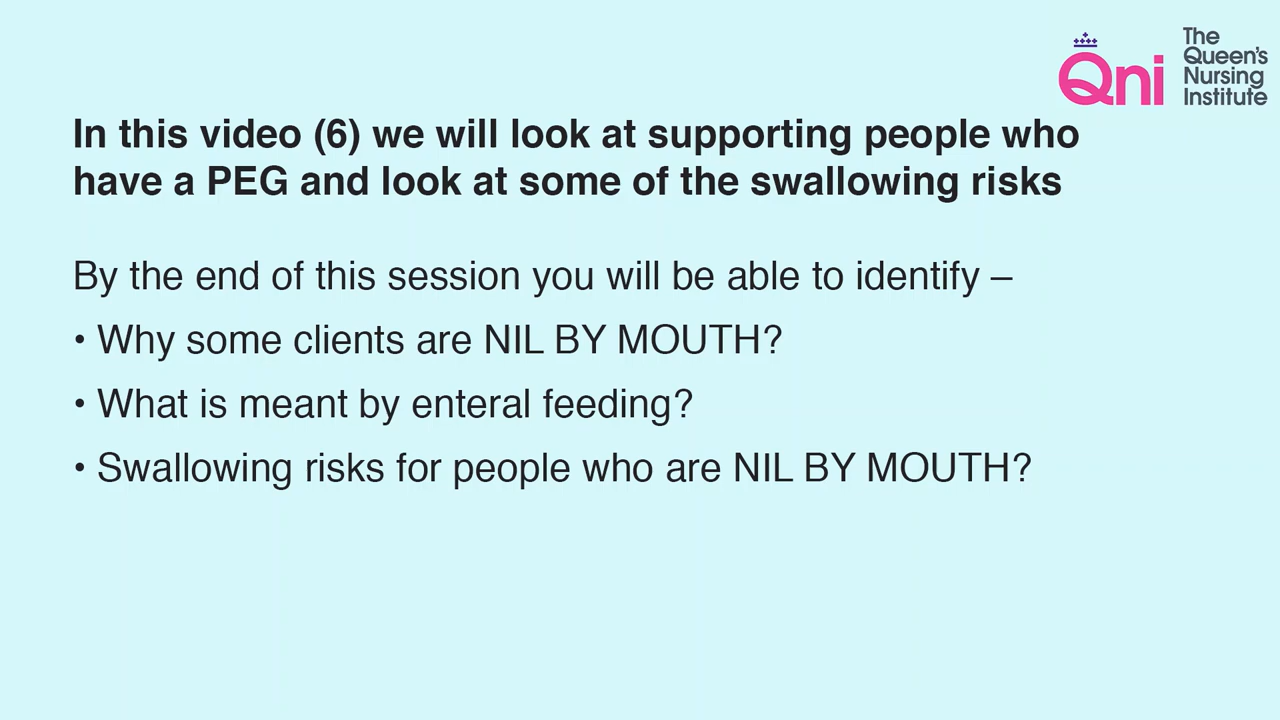 Qni
The
Queen's
Nursing
Institute
In this video (6) we will look at supporting people who
have a PEG and look at some of the swallowing risks
By the end of this session you will be able to identify –
• Why some clients are NIL BY MOUTH?
• What is meant by enteral feeding?
• Swallowing risks for people who are NIL BY MOUTH?